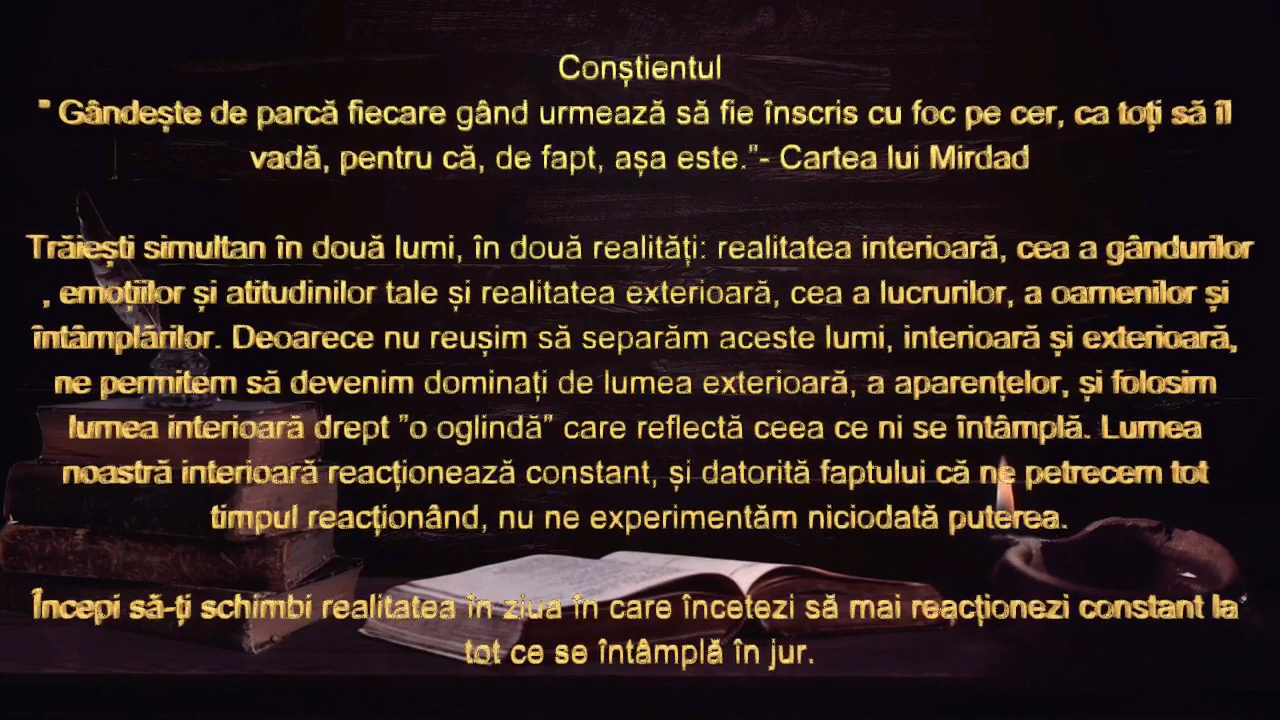 Conștientul
" Gândește de parcă fiecare gând urmează să fie înscris cu foc pe cer, ca toți să îl
vadă, pentru că, de fapt, așa este."- Cartea lui Mirdad
Trăiești simultan în două lumi, în două realități: realitatea interioară, cea a gândurilor
, emoțiilor și atitudinilor tale și realitatea exterioară, cea a lucrurilor, a oamenilor și
întâmplărilor. Deoarece nu reușim să separăm aceste lumi, interioară și exterioară,
ne permitem să devenim dominați de lumea exterioară, a aparențelor, și folosim
lumea interioară drept ”o oglindă” care reflectă ceea ce ni se întâmplă. Lumea
noastră interioară reacționează constant, și datorită faptului că ne petrecem tot
timpul reacționând, nu ne experimentăm niciodată puterea.
Începi să-ți schimbi realitatea în ziua în care încetezi să mai reacționezi constant la
tot ce se întâmplă în jur.